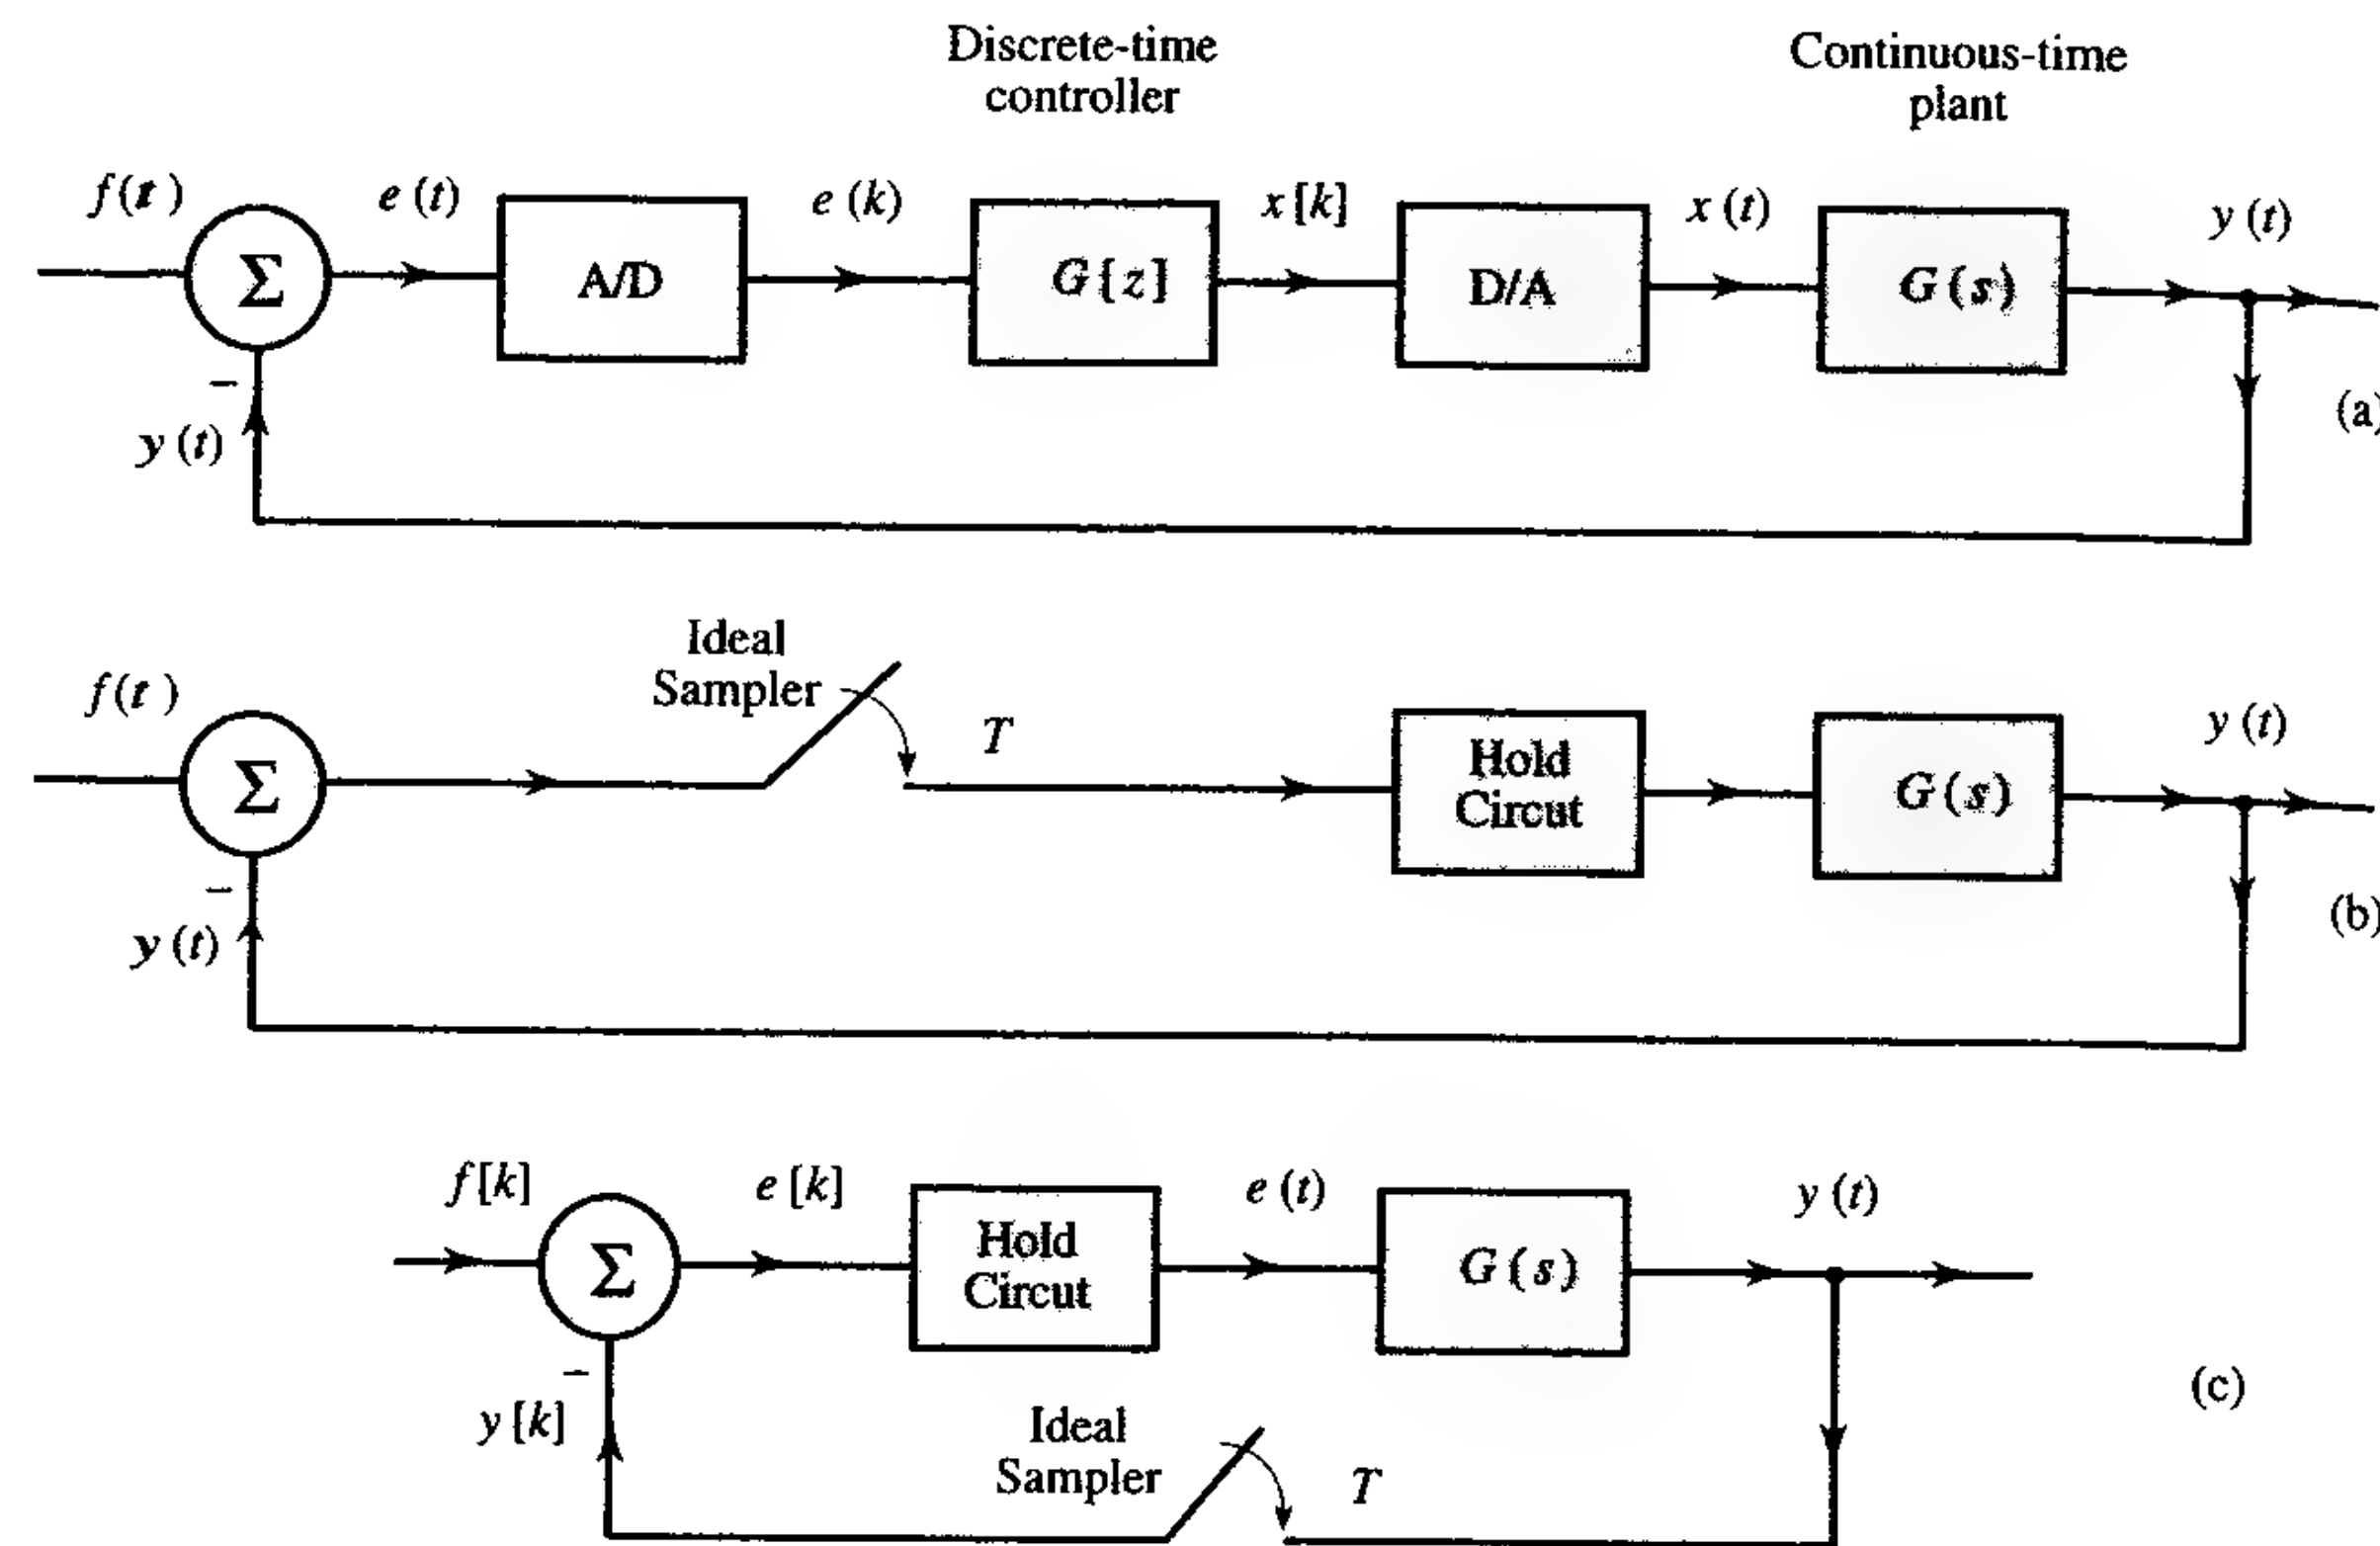 Discrete-time
controller
Continuous-time
plant
f(t)
e (t)
e (k)
x [k]
x (t)
y (t)
Σ
A/D
G[z]
D/A
G(s)
–
y (t)
(a)
Ideal
Sampler
T
f(t)
Σ
Hold
Circut
G(s)
y (t)
–
y (t)
(b)
f[k]
e [k]
e (t)
y (t)
Σ
Hold
Circut
G(s)
–
y [k]
Ideal
Sampler
T
(c)